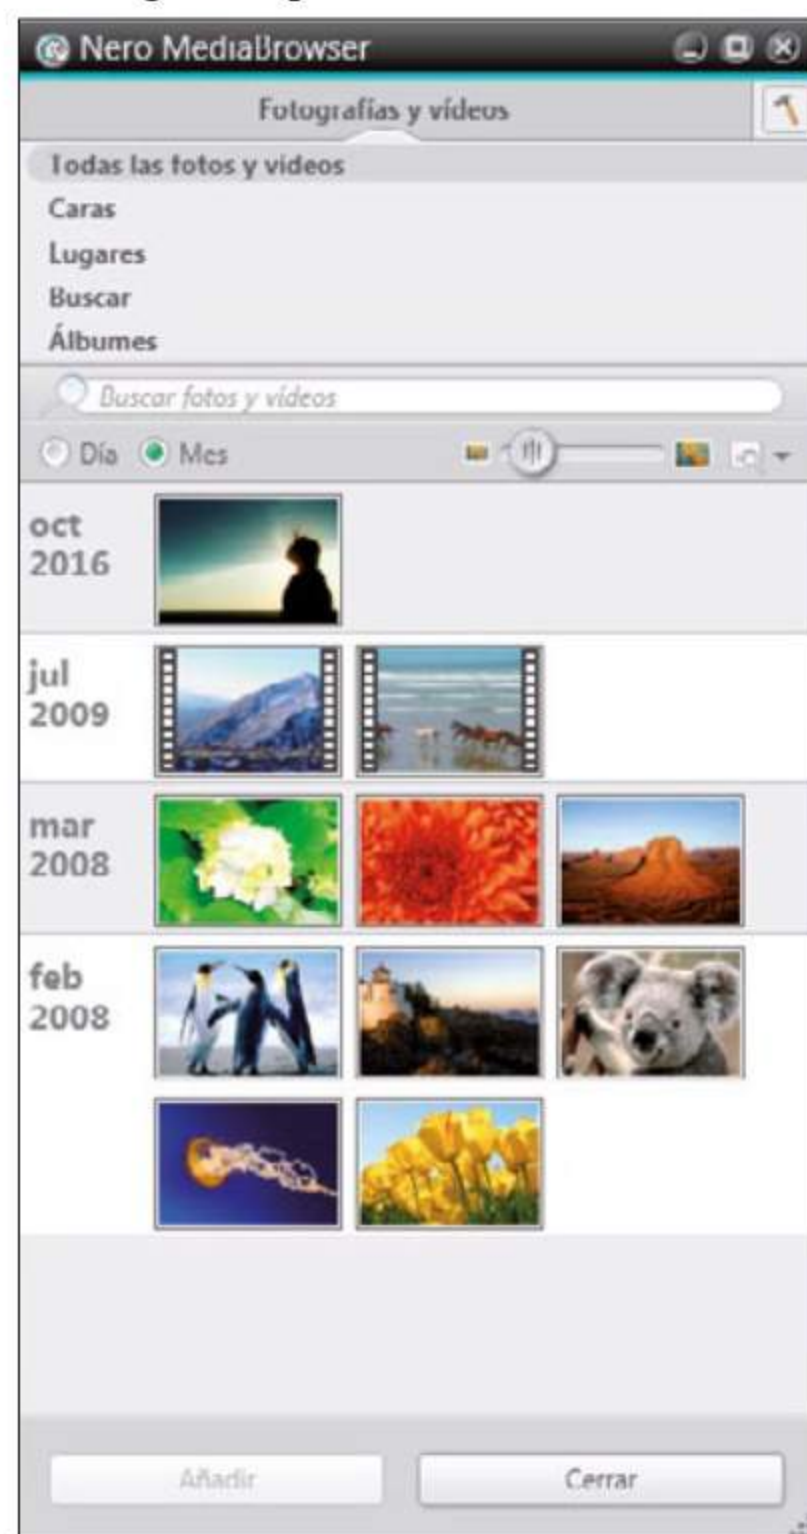 Nero MediaBrowser
Fotografías y vídeos
Todas las fotos y videos
Caras
Lugares
Buscar
Álbumes
Buscar fotos y vídeos
Día Mes
oct
2016
jul
2009
mar
2008
feb
2008
Añadir Cerrar